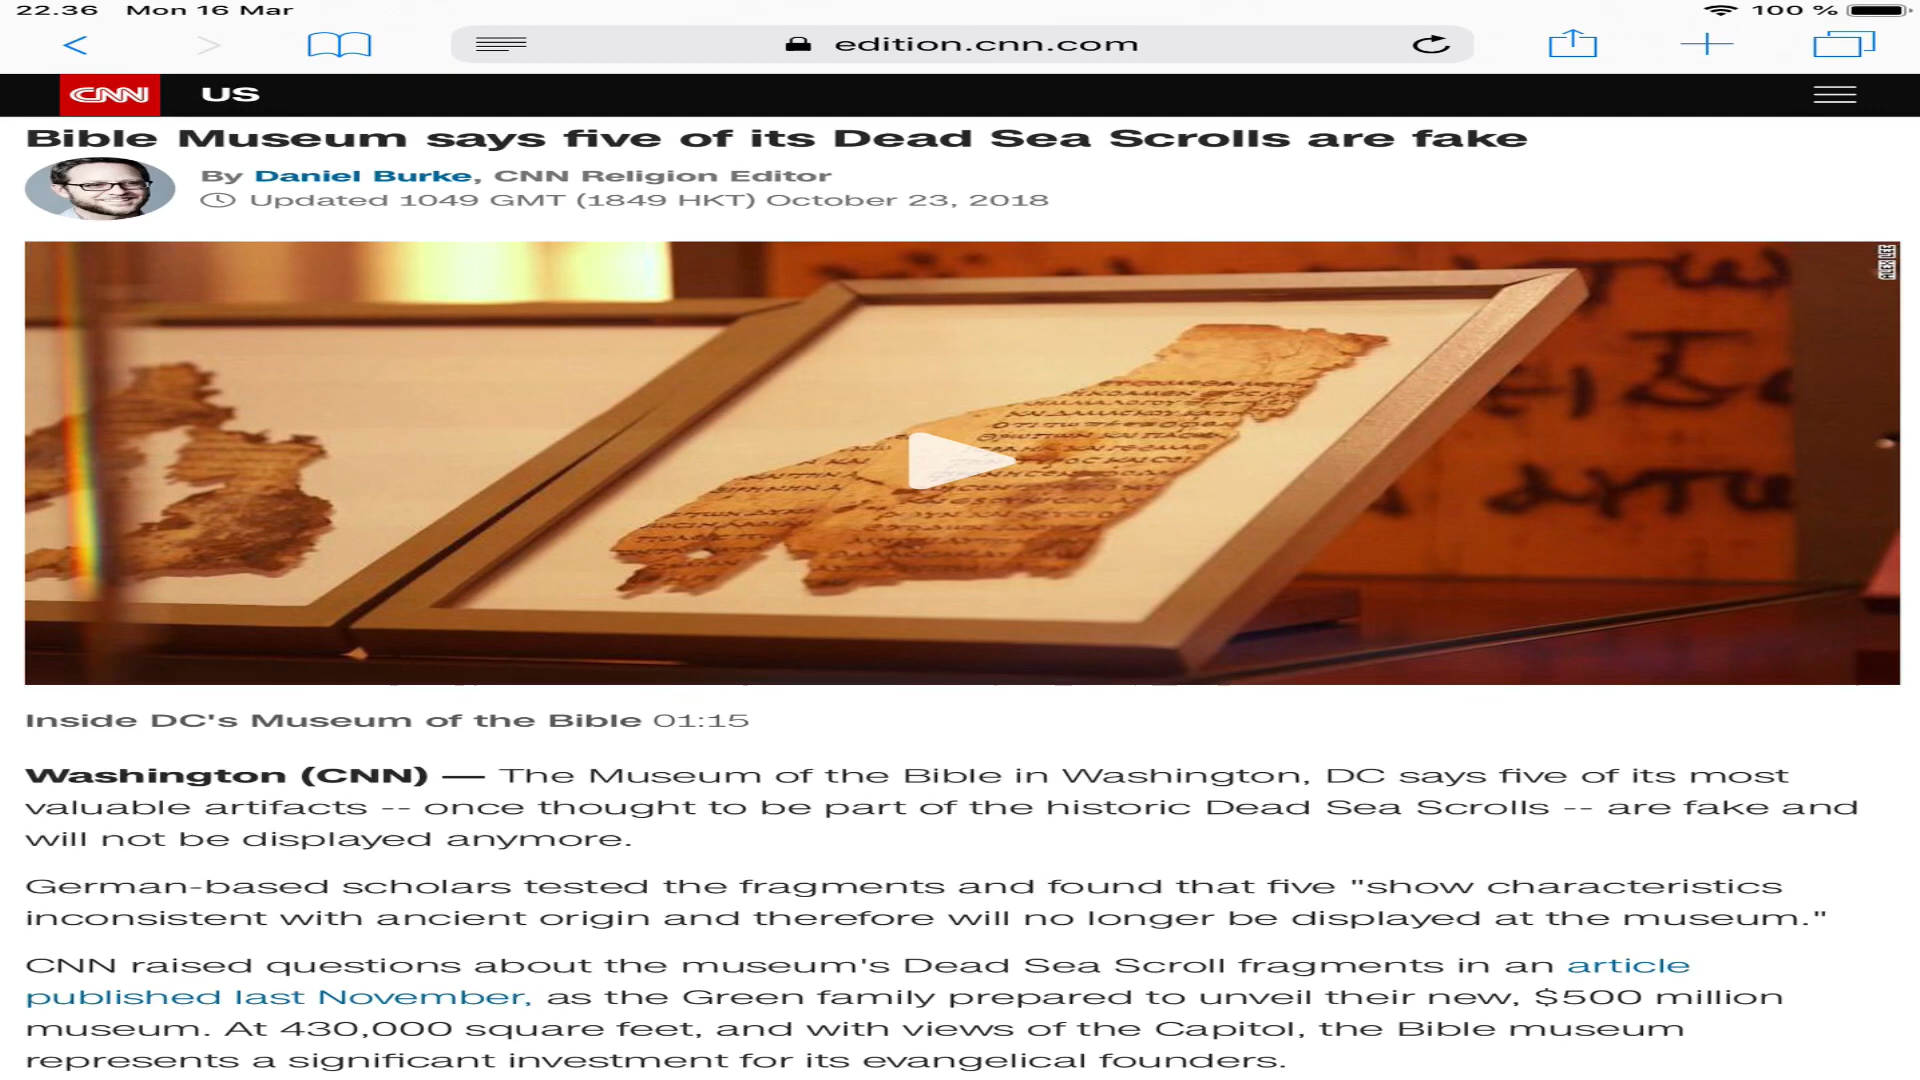 22.36 Mon 16 Mar
100 %
edition.cnn.com
CNN US
Bible Museum says five of its Dead Sea Scrolls are fake
By Daniel Burke, CNN Religion Editor
Updated 1049 GMT (1849 HKT) October 23, 2018
ALEX LEE
Inside DC's Museum of the Bible 01:15
Washington (CNN) — The Museum of the Bible in Washington, DC says five of its most
valuable artifacts -- once thought to be part of the historic Dead Sea Scrolls -- are fake and
will not be displayed anymore.
German-based scholars tested the fragments and found that five "show characteristics
inconsistent with ancient origin and therefore will no longer be displayed at the museum."
CNN raised questions about the museum's Dead Sea Scroll fragments in an article
published last November, as the Green family prepared to unveil their new, $500 million
museum. At 430,000 square feet, and with views of the Capitol, the Bible museum
represents a significant investment for its evangelical founders.